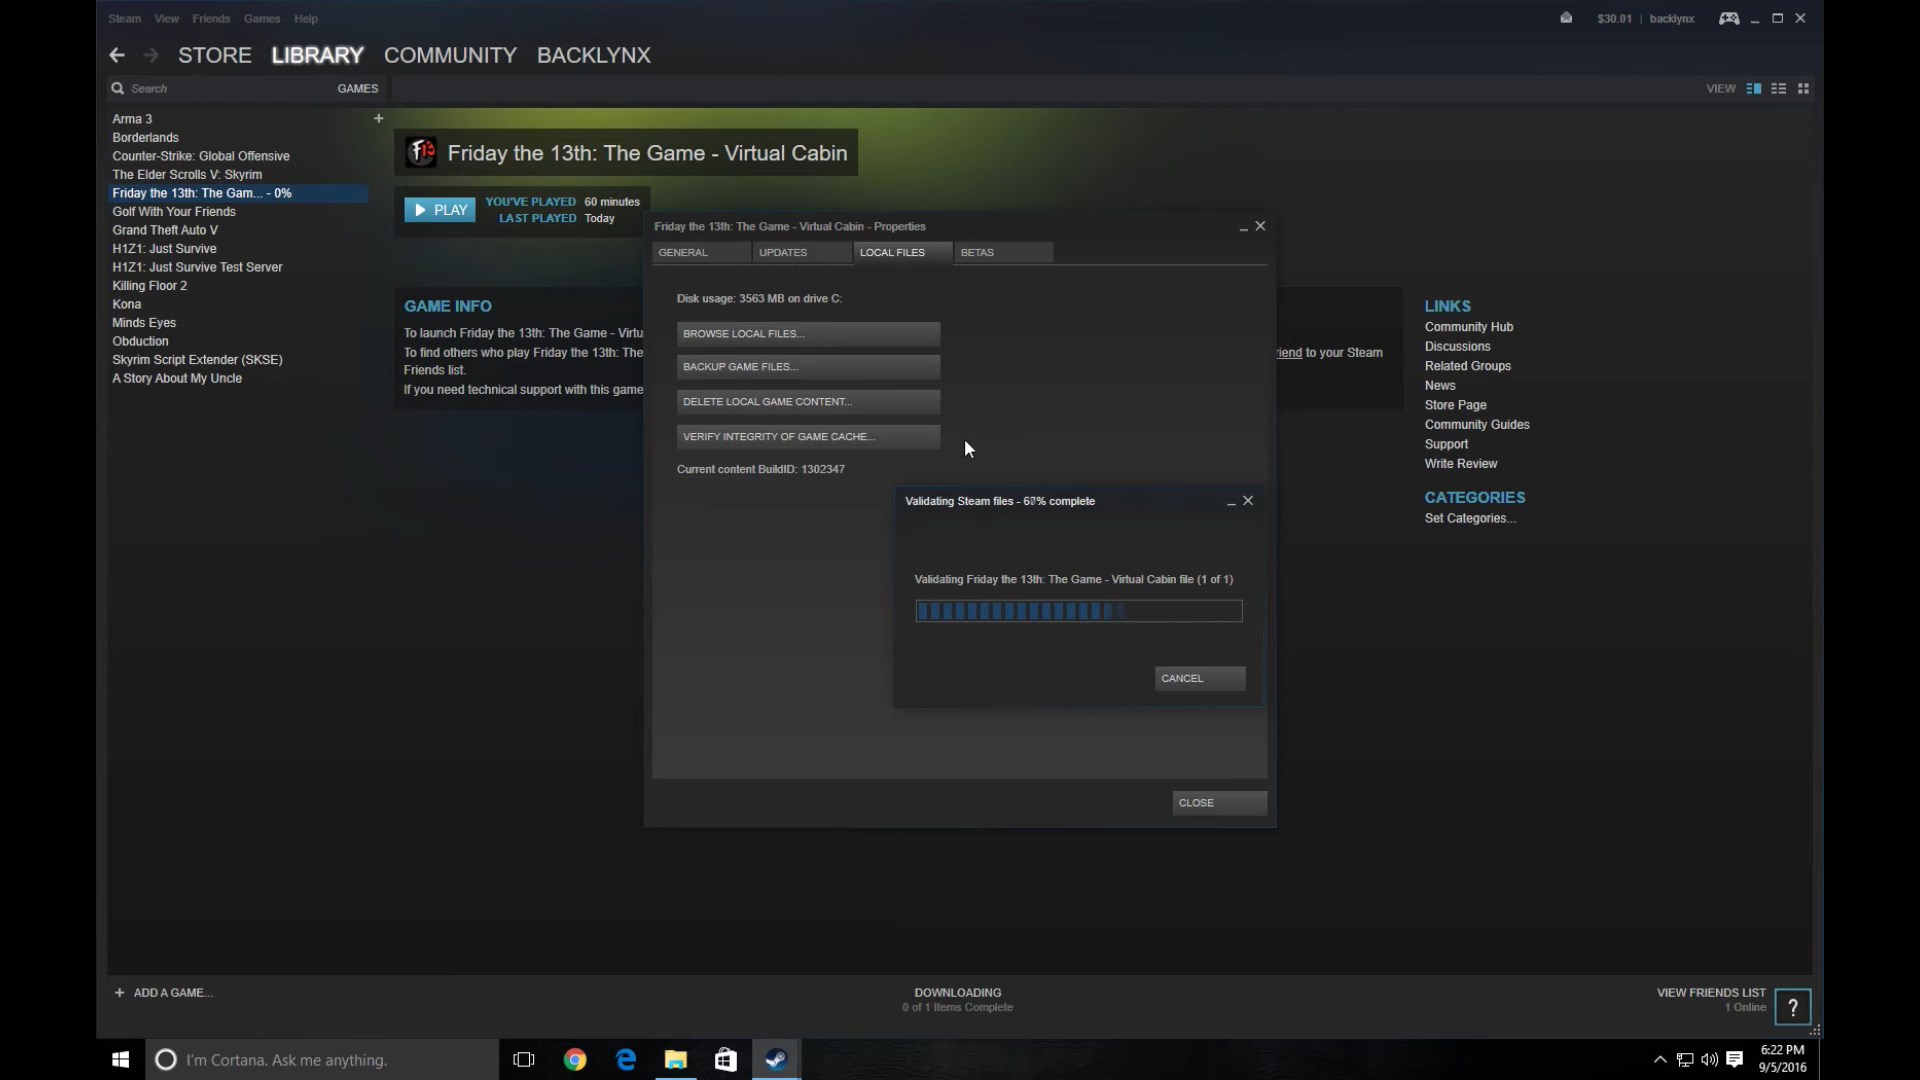 Steam View Friends Games Help
$30.01 | backlynx
STORE LIBRARY COMMUNITY BACKLYNX
Search GAMES
VIEW
Arma 3 +
Borderlands
Counter-Strike: Global Offensive
The Elder Scrolls V: Skyrim
Friday the 13th: The Gam... - 0%
Golf With Your Friends
Grand Theft Auto V
H1Z1: Just Survive
H1Z1: Just Survive Test Server
Killing Floor 2
Kona
Minds Eyes
Obduction
Skyrim Script Extender (SKSE)
A Story About My Uncle
F13 Friday the 13th: The Game - Virtual Cabin
PLAY
YOU'VE PLAYED 60 minutes
LAST PLAYED Today
GAME INFO
To launch Friday the 13th: The Game - Virtu
To find others who play Friday the 13th: The
riend to your Steam
Friends list.
If you need technical support with this game
Friday the 13th: The Game - Virtual Cabin - Properties
GENERAL UPDATES LOCAL FILES BETAS
Disk usage: 3563 MB on drive C:
BROWSE LOCAL FILES...
BACKUP GAME FILES...
DELETE LOCAL GAME CONTENT...
VERIFY INTEGRITY OF GAME CACHE...
Current content BuildID: 1302347
Validating Steam files - % complete
Validating Friday the 13th: The Game - Virtual Cabin file (1 of 1)
CANCEL
CLOSE
LINKS
Community Hub
Discussions
Related Groups
News
Store Page
Community Guides
Support
Write Review
CATEGORIES
Set Categories...
+ ADD A GAME...
DOWNLOADING
0 of 1 Items Complete
VIEW FRIENDS LIST
1 Online
?
I'm Cortana. Ask me anything.
6:22 PM
9/5/2016